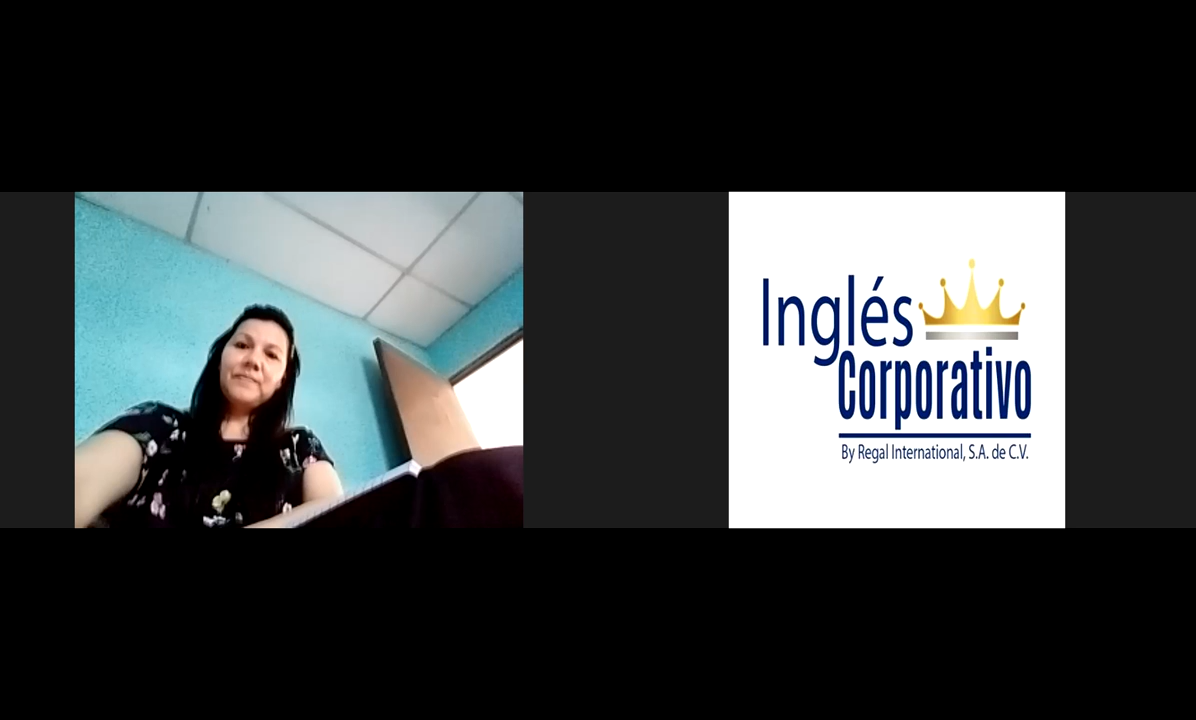 Inglés
Corporativo
By Regal International, S.A. de C.V.